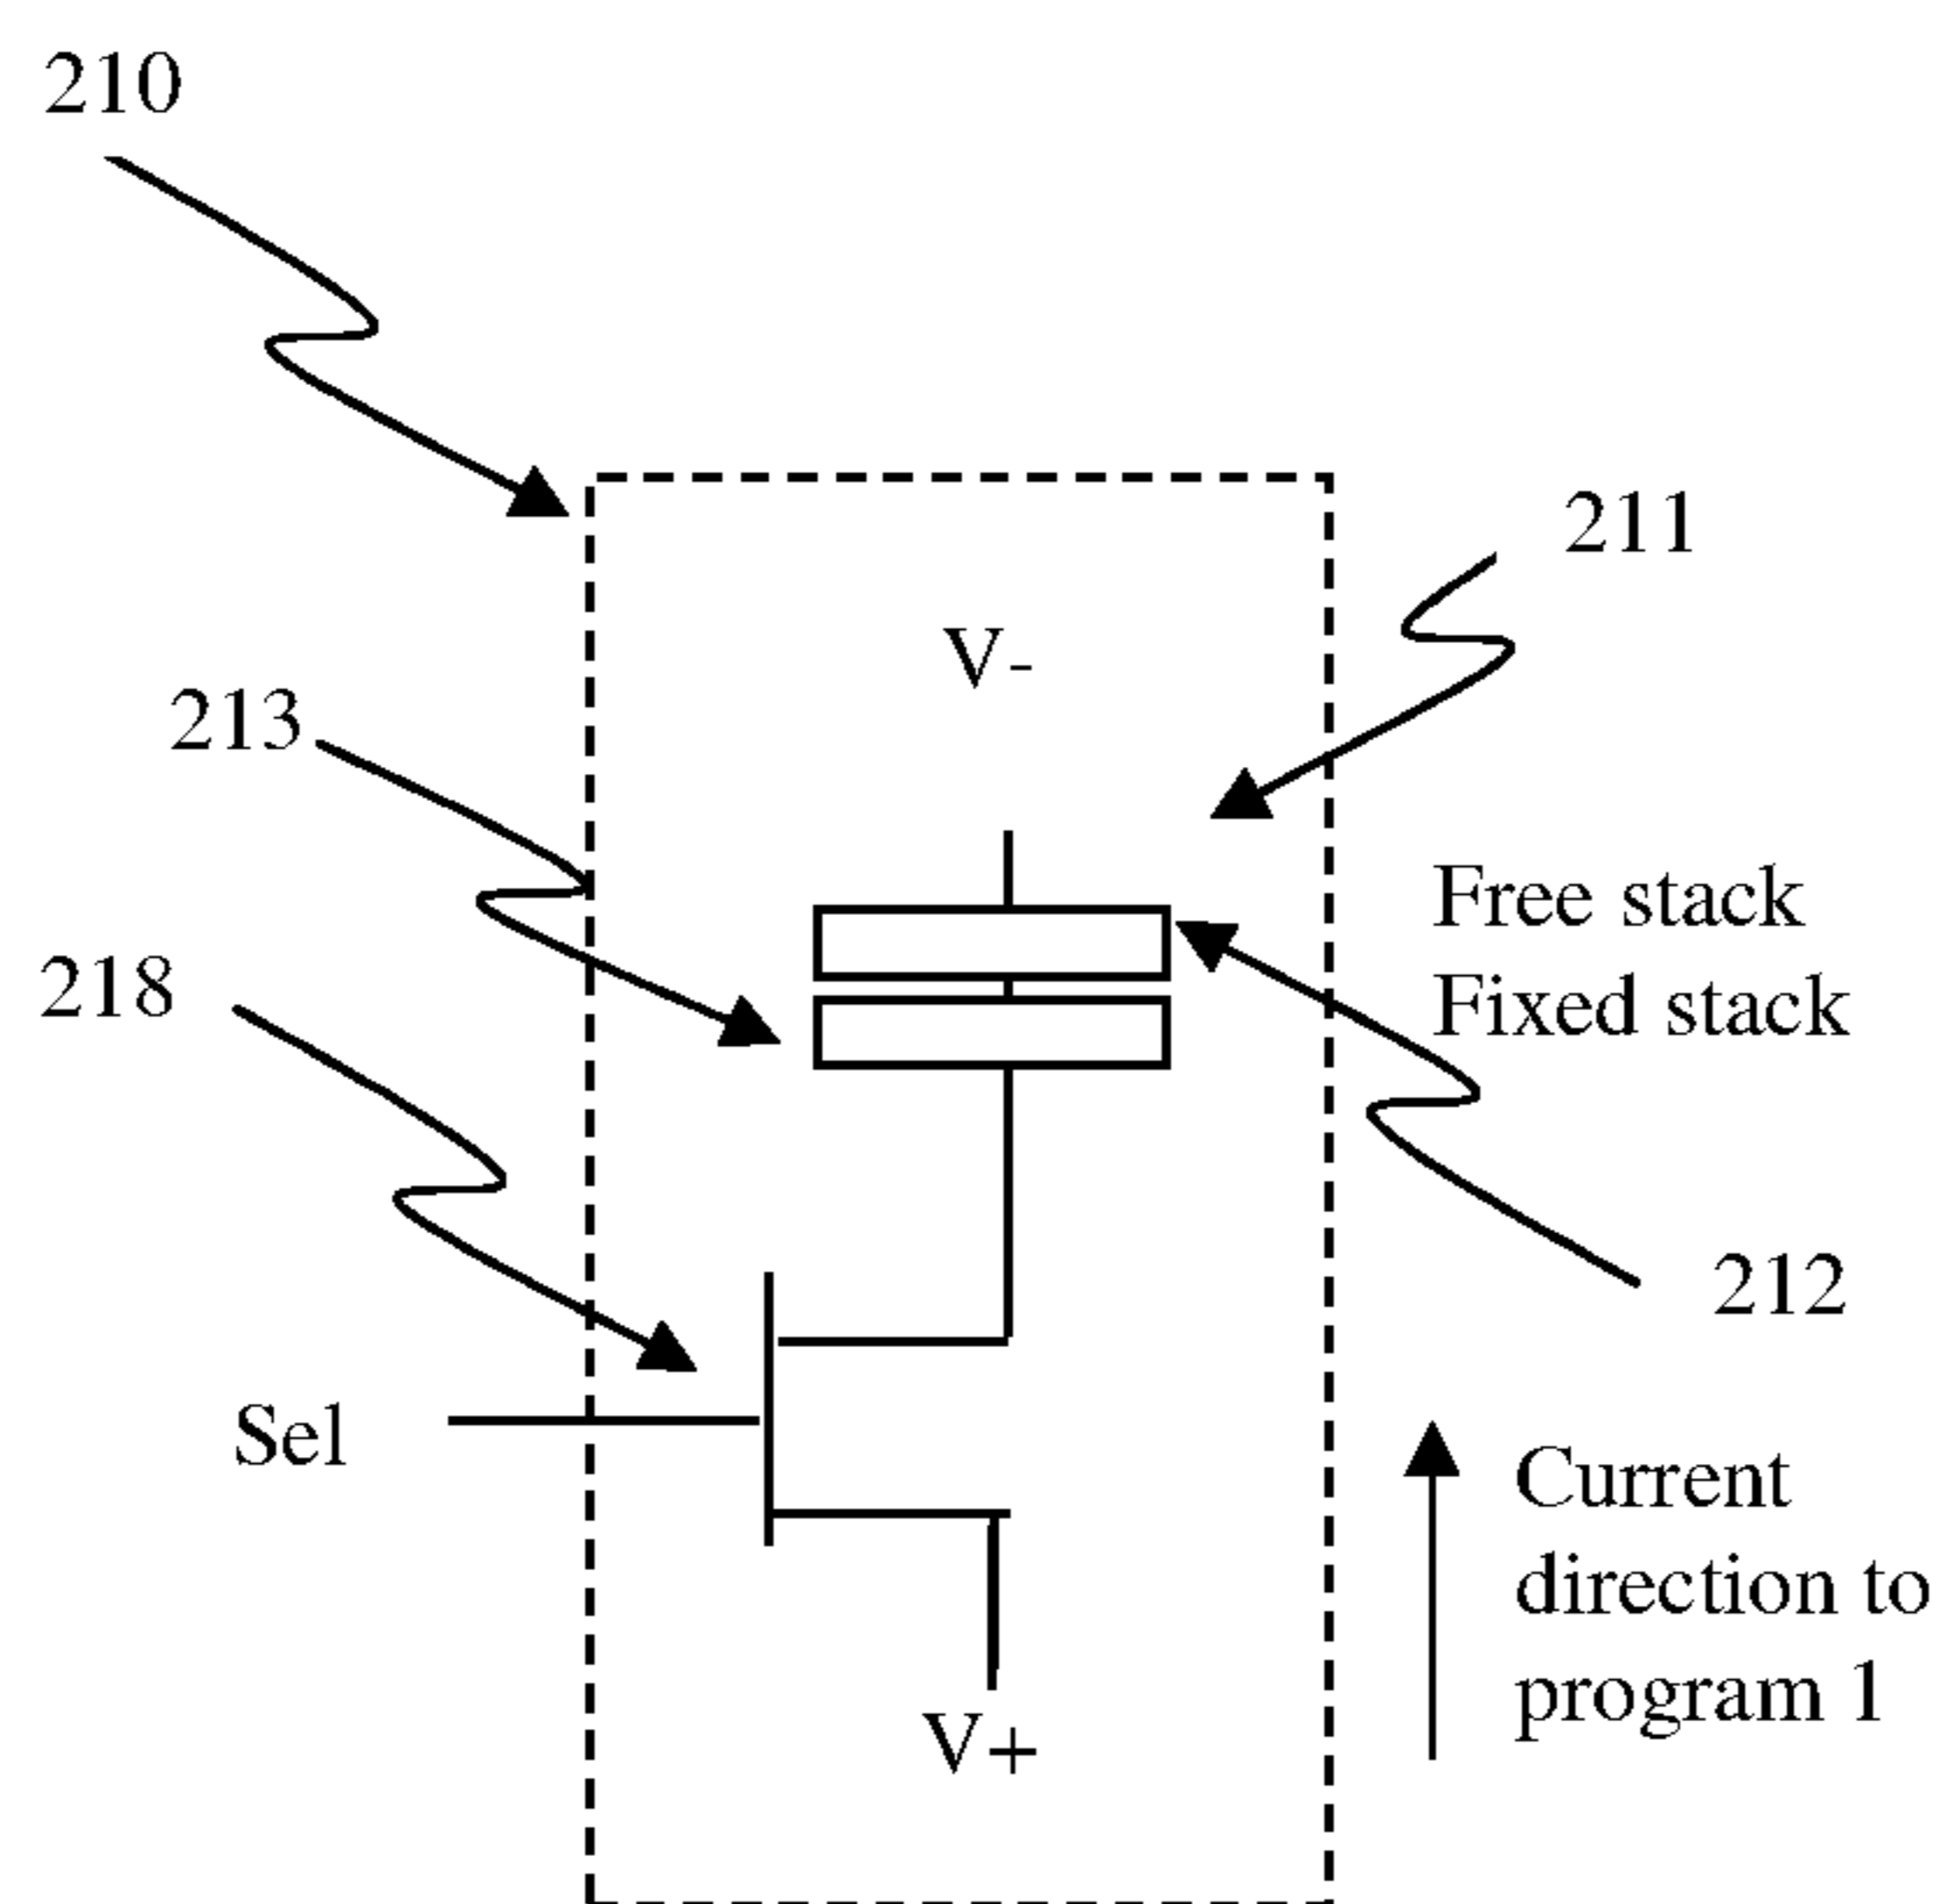 210
211
V-
213
Free stack
218
Fixed stack
212
Sel
Current
direction to
program 1
V+